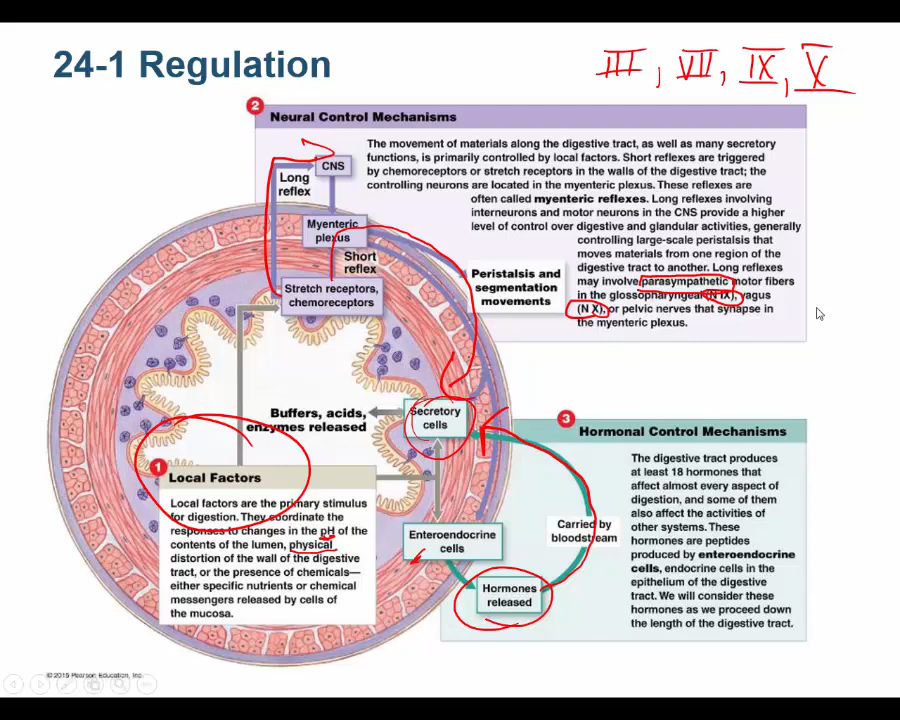 24-1 Regulation
III, VII, IX, X
2
Neural Control Mechanisms
The movement of materials along the digestive tract, as well as many secretory
functions, is primarily controlled by local factors. Short reflexes are triggered
by chemoreceptors or stretch receptors in the walls of the digestive tract; the
controlling neurons are located in the myenteric plexus. These reflexes are
often called myenteric reflexes. Long reflexes involving
interneurons and motor neurons in the CNS provide a higher
level of control over digestive and glandular activities, generally
controlling large-scale peristalsis that
moves materials from one region of the
digestive tract to another. Long reflexes
may involve parasympathetic motor fibers
in the glossopharyngeal (N IX), vagus
(N X), or pelvic nerves that synapse in
the myenteric plexus.
CNS
Long
reflex
Myenteric
plexus
Short
reflex
Stretch receptors,
chemoreceptors
Peristalsis and
segmentation
movements
Buffers, acids,
enzymes released
Secretory
cells
1
Local Factors
Local factors are the primary stimulus
for digestion. They coordinate the
responses to changes in the pH of the
contents of the lumen, physical
distortion of the wall of the digestive
tract, or the presence of chemicals—
either specific nutrients or chemical
messengers released by cells of
the mucosa.
Enteroendocrine
cells
Hormones
released
Carried by
bloodstream
3
Hormonal Control Mechanisms
The digestive tract produces
at least 18 hormones that
affect almost every aspect of
digestion, and some of them
also affect the activities of
other systems. These
hormones are peptides
produced by enteroendocrine
cells, endocrine cells in the
epithelium of the digestive
tract. We will consider these
hormones as we proceed down
the length of the digestive tract.
© 2015 Pearson Education, Inc.